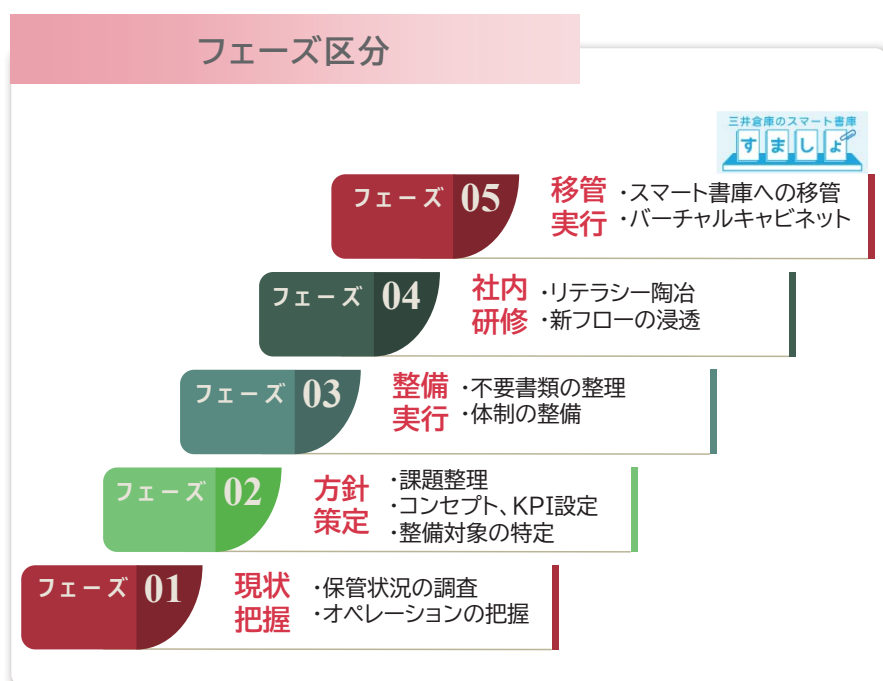 フェーズ区分
三井倉庫のスマート書庫
すましょ
フェーズ 05
移管
実行
・スマート書庫への移管
・バーチャルキャビネット
フェーズ 04
社内
研修
・リテラシー陶冶
・新フローの浸透
フェーズ 03
整備
実行
・不要書類の整理
・体制の整備
フェーズ 02
方針
策定
・課題整理
・コンセプト、KPI設定
・整備対象の特定
フェーズ 01
現状
把握
・保管状況の調査
・オペレーションの把握